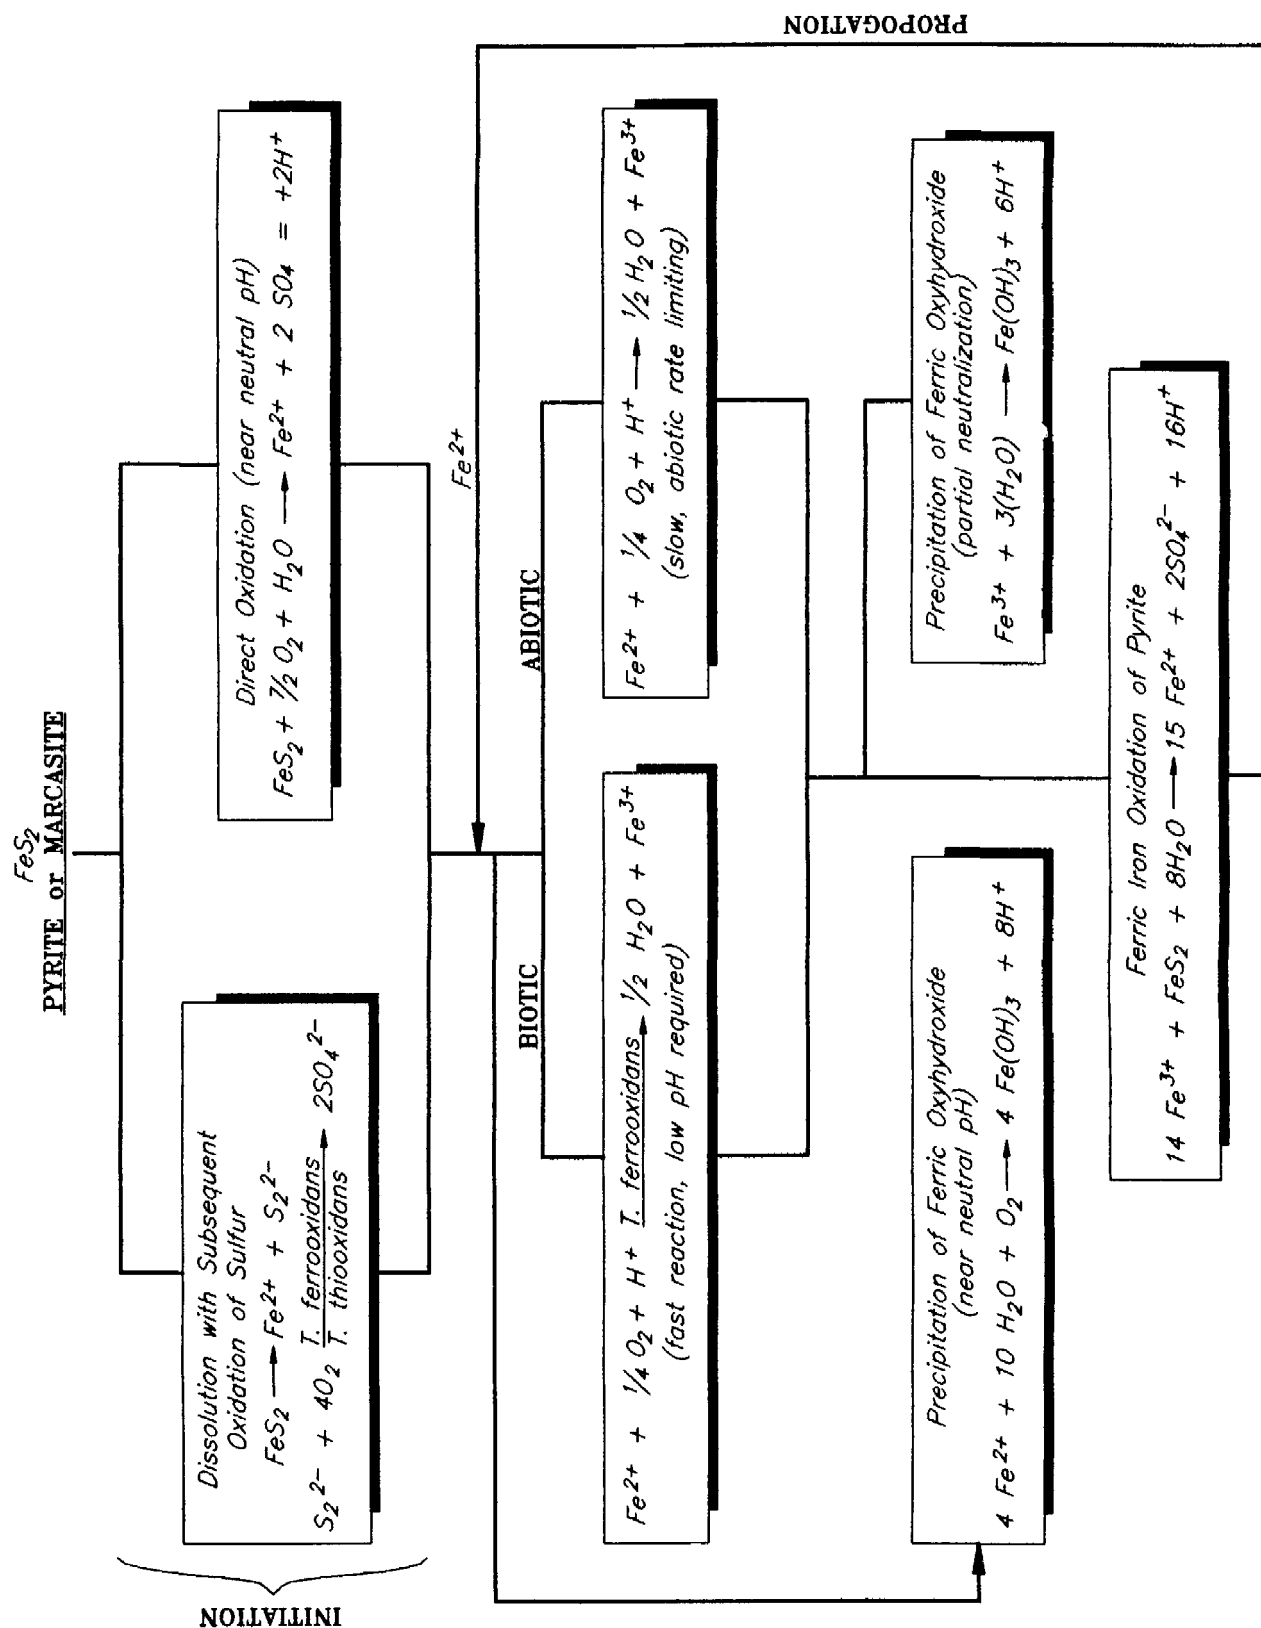 FeS₂
PYRITE or MARCASITE
INITIATION
Dissolution with Subsequent
Oxidation of Sulfur
FeS₂ → Fe²⁺ + S₂²⁻
S₂²⁻ + 4O₂ T. ferrooxidans → 2SO₄²⁻
T. thiooxidans
Direct Oxidation (near neutral pH)
FeS₂ + 7/2 O₂ + H₂O → Fe²⁺ + 2 SO₄ = +2H⁺
Fe²⁺
PROPOGATION
BIOTIC
ABIOTIC
Fe²⁺ + 1/4 O₂ + H⁺ T. ferrooxidans → 1/2 H₂O + Fe³⁺
(fast reaction, low pH required)
Fe²⁺ + 1/4 O₂ + H⁺ → 1/2 H₂O + Fe³⁺
(slow, abiotic rate limiting)
Precipitation of Ferric Oxyhydroxide
(near neutral pH)
4 Fe²⁺ + 10 H₂O + O₂ → 4 Fe(OH)₃ + 8H⁺
Precipitation of Ferric Oxyhydroxide
(partial neutralization)
Fe³⁺ + 3(H₂O) → Fe(OH)₃ + 6H⁺
Ferric Iron Oxidation of Pyrite
14 Fe³⁺ + FeS₂ + 8H₂O → 15 Fe²⁺ + 2SO₄²⁻ + 16H⁺